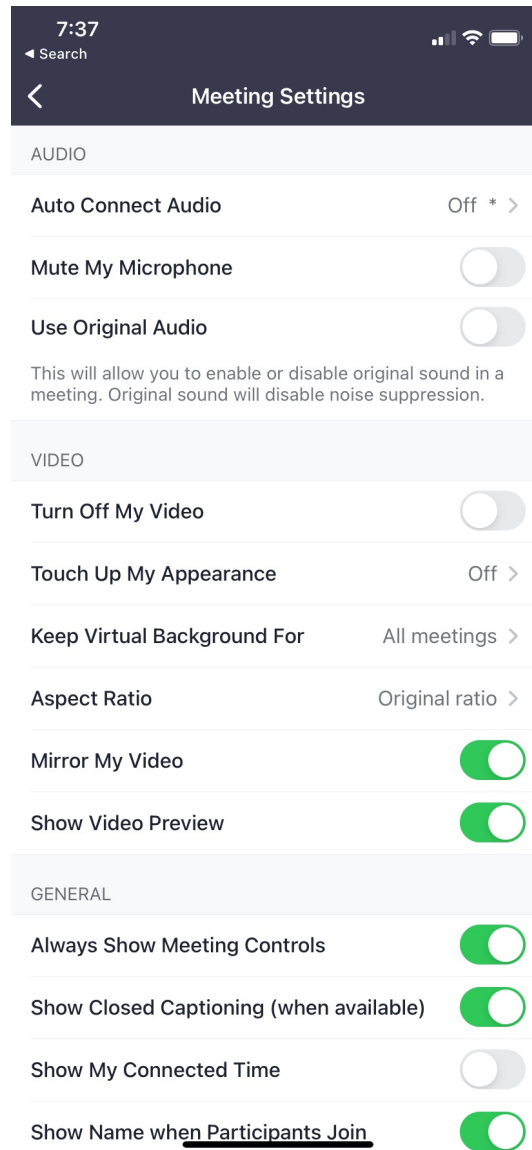 7:37
◀ Search
Meeting Settings
AUDIO
Auto Connect Audio Off * >
Mute My Microphone
Use Original Audio
This will allow you to enable or disable original sound in a
meeting. Original sound will disable noise suppression.
VIDEO
Turn Off My Video
Touch Up My Appearance Off >
Keep Virtual Background For All meetings >
Aspect Ratio Original ratio >
Mirror My Video
Show Video Preview
GENERAL
Always Show Meeting Controls
Show Closed Captioning (when available)
Show My Connected Time
Show Name when Participants Join